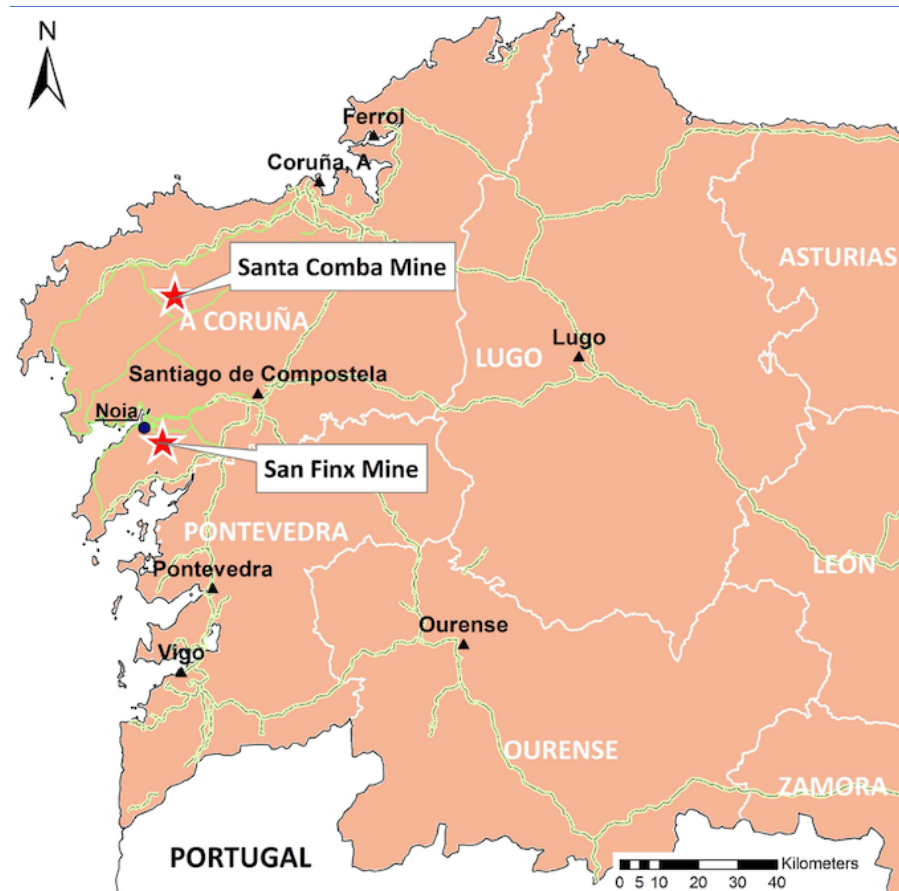 N
Ferrol
Coruña, A
Santa Comba Mine
ASTURIAS
A CORUÑA
Lugo
LUGO
Santiago de Compostela
Noia
San Finx Mine
PONTEVEDRA
LEÓN
Pontevedra
Ourense
Vigo
OURENSE
ZAMORA
PORTUGAL
Kilometers
0 5 10 20 30 40